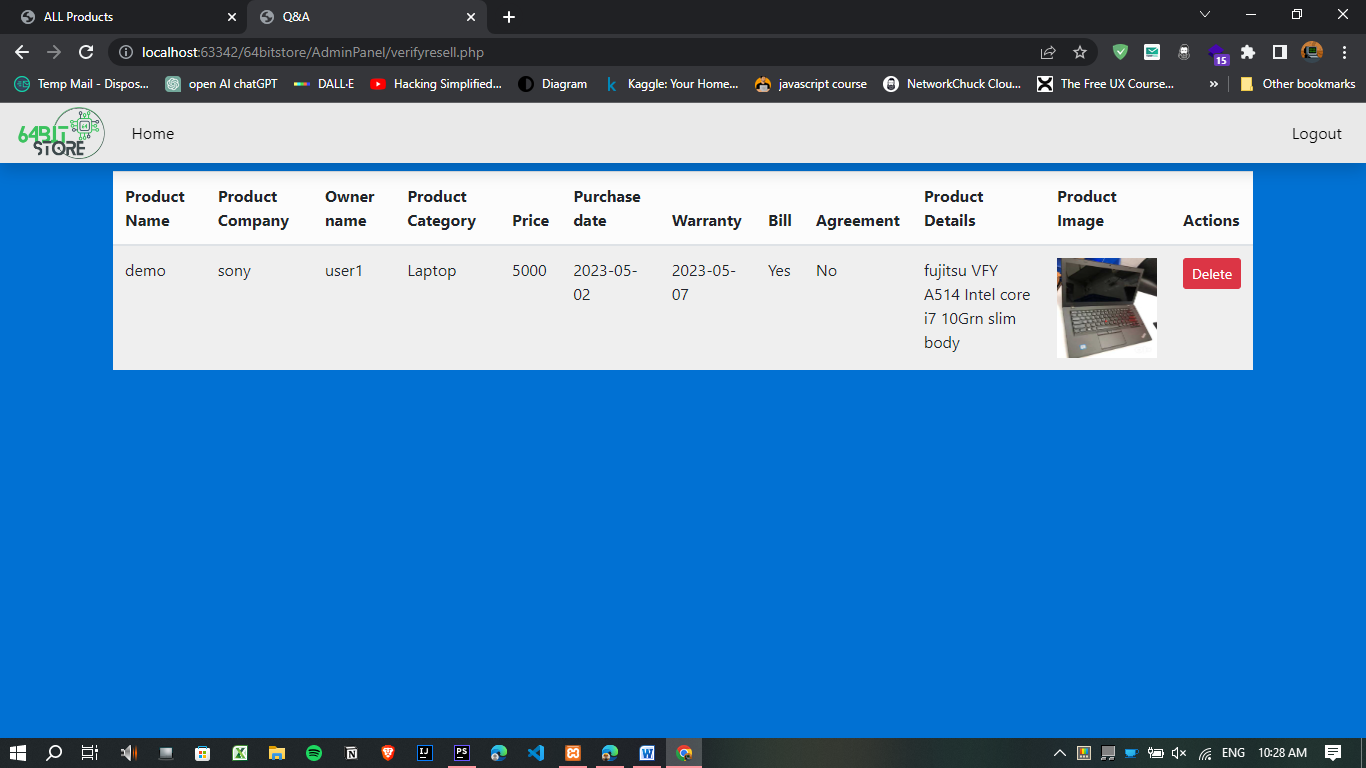 ALL Products
Q&A
localhost:63342/64bitstore/AdminPanel/verifyresell.php
15
Temp Mail - Dispos...
open AI chatGPT
DALL·E
Hacking Simplified...
Diagram
Kaggle: Your Home...
javascript course
NetworkChuck Clou...
The Free UX Course...
»
Other bookmarks
64BIT
STORE
Home
Logout
Product Name
Product Company
Owner name
Product Category
Price
Purchase date
Warranty
Bill
Agreement
Product Details
Product Image
Actions
demo
sony
user1
Laptop
5000
2023-05-
02
2023-05-
07
Yes
No
fujitsu VFY
A514 Intel core
i7 10Grn slim
body
Delete
ENG
10:28 AM